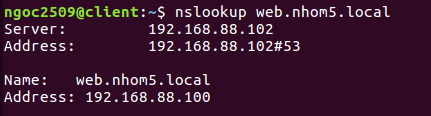 ngoc2509@client:~$ nslookup web.nhom5.local
Server:         192.168.88.102
Address:        192.168.88.102#53

Name:   web.nhom5.local
Address: 192.168.88.100